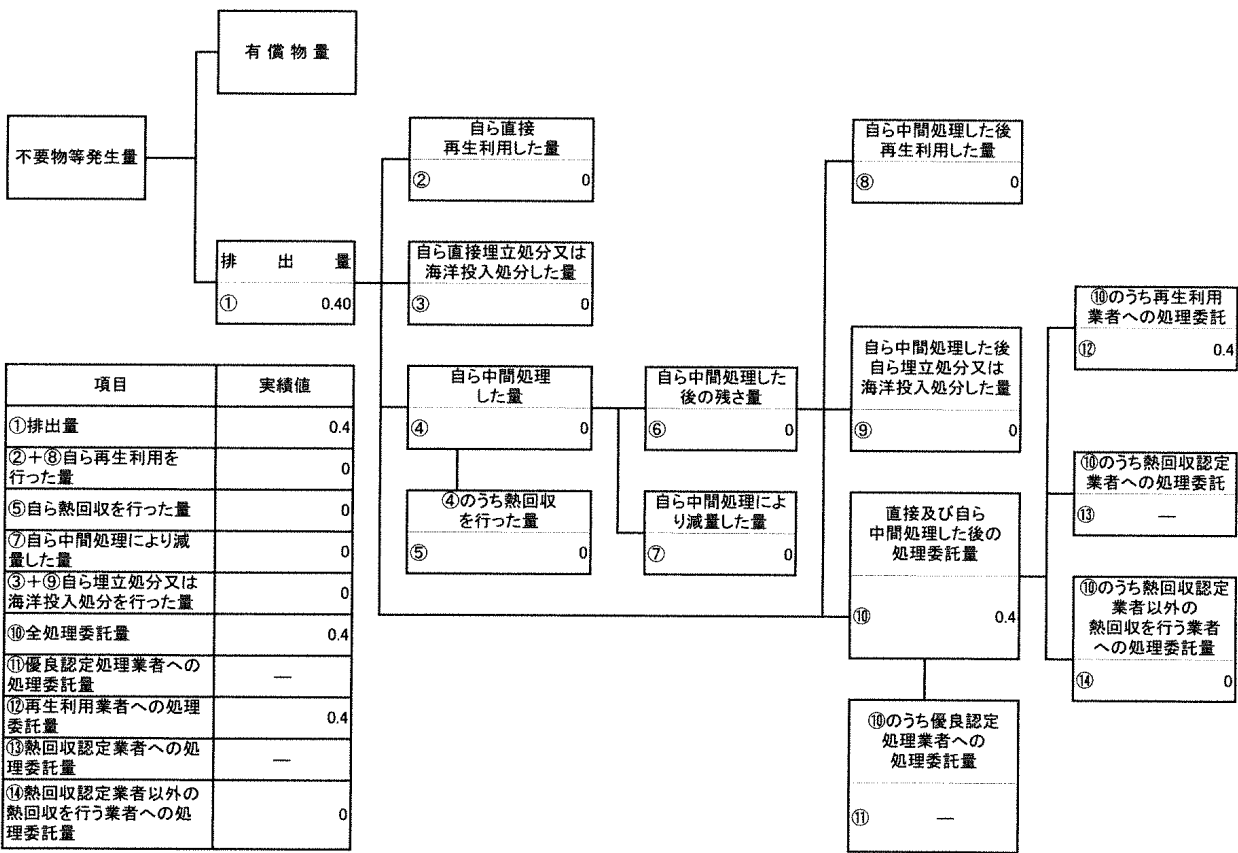 有償物量
不要物等発生量
排出量
① 0.40
自ら直接
再生利用した量
② 0
自ら直接埋立処分又は
海洋投入処分した量
③ 0
自ら中間処理
した量
④ 0
④のうち熱回収
を行った量
⑤ 0
自ら中間処理した
後の残さ量
⑥ 0
自ら中間処理によ
り減量した量
⑦ 0
自ら中間処理した後
再生利用した量
⑧ 0
自ら中間処理した後
自ら埋立処分又は
海洋投入処分した量
⑨ 0
直接及び自ら
中間処理した後の
処理委託量
⑩ 0.4
⑩のうち優良認定
処理業者への
処理委託量
⑪ —
⑩のうち再生利用
業者への処理委託
⑫ 0.4
⑩のうち熱回収認定
業者への処理委託
⑬ —
⑩のうち熱回収認定
業者以外の
熱回収を行う業者
への処理委託量
⑭ 0
項目 実績値
①排出量 0.4
②+⑧自ら再生利用を
行った量 0
⑤自ら熱回収を行った量 0
⑦自ら中間処理により減
量した量 0
③+⑨自ら埋立処分又は
海洋投入処分を行った量 0
⑩全処理委託量 0.4
⑪優良認定処理業者への
処理委託量 —
⑫再生利用業者への処理
委託量 0.4
⑬熱回収認定業者への処
理委託量 —
⑭熱回収認定業者以外の
熱回収を行う業者への処
理委託量 0